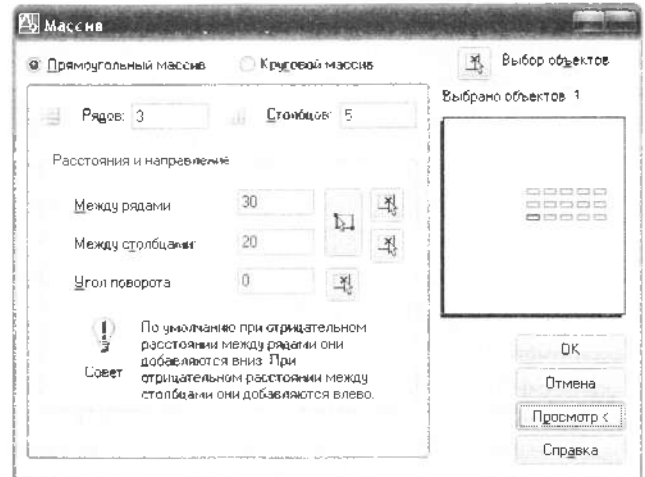 Массив
Прямоугольный массив Круговой массив Выбор объектов
Выбрано объектов 1
Рядов: 3 Столбцов: 5
Расстояния и направление
Между рядами 30
Между столбцами 20
Угол поворота 0
Совет
По умолчанию при отрицательном
расстоянии между рядами они
добавляются вниз. При
отрицательном расстоянии между
столбцами они добавляются влево.
OK
Отмена
Просмотр <
Справка